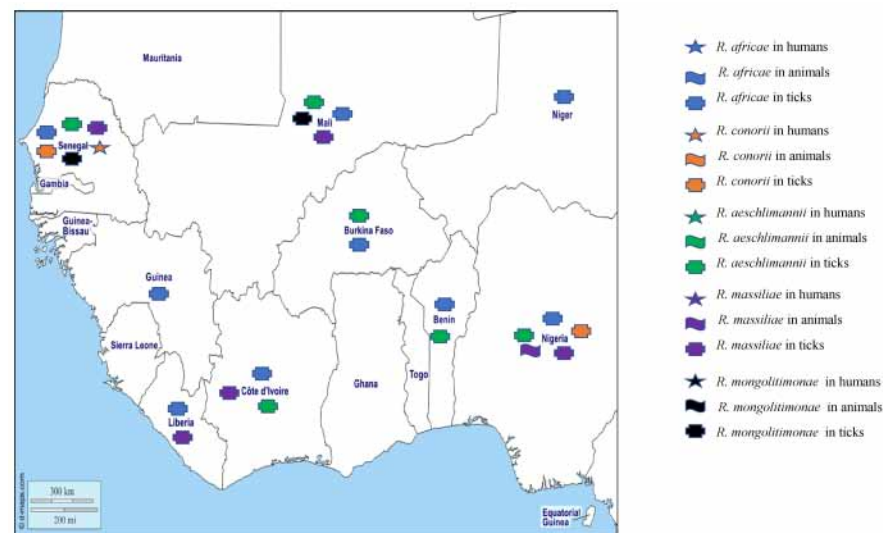 Mauritania
Mali
Niger
Senegal
Gambia
Guinea-
Bissau
Burkina Faso
Guinea
Benin
Nigeria
Sierra Leone
Côte d'Ivoire
Ghana
Togo
Liberia
Equatorial
Guinea
300 km
200 mi
© d-maps.com
R. africae in humans
R. africae in animals
R. africae in ticks
R. conorii in humans
R. conorii in animals
R. conorii in ticks
R. aeschlimannii in humans
R. aeschlimannii in animals
R. aeschlimannii in ticks
R. massiliae in humans
R. massiliae in animals
R. massiliae in ticks
R. mongolitimonae in humans
R. mongolitimonae in animals
R. mongolitimonae in ticks